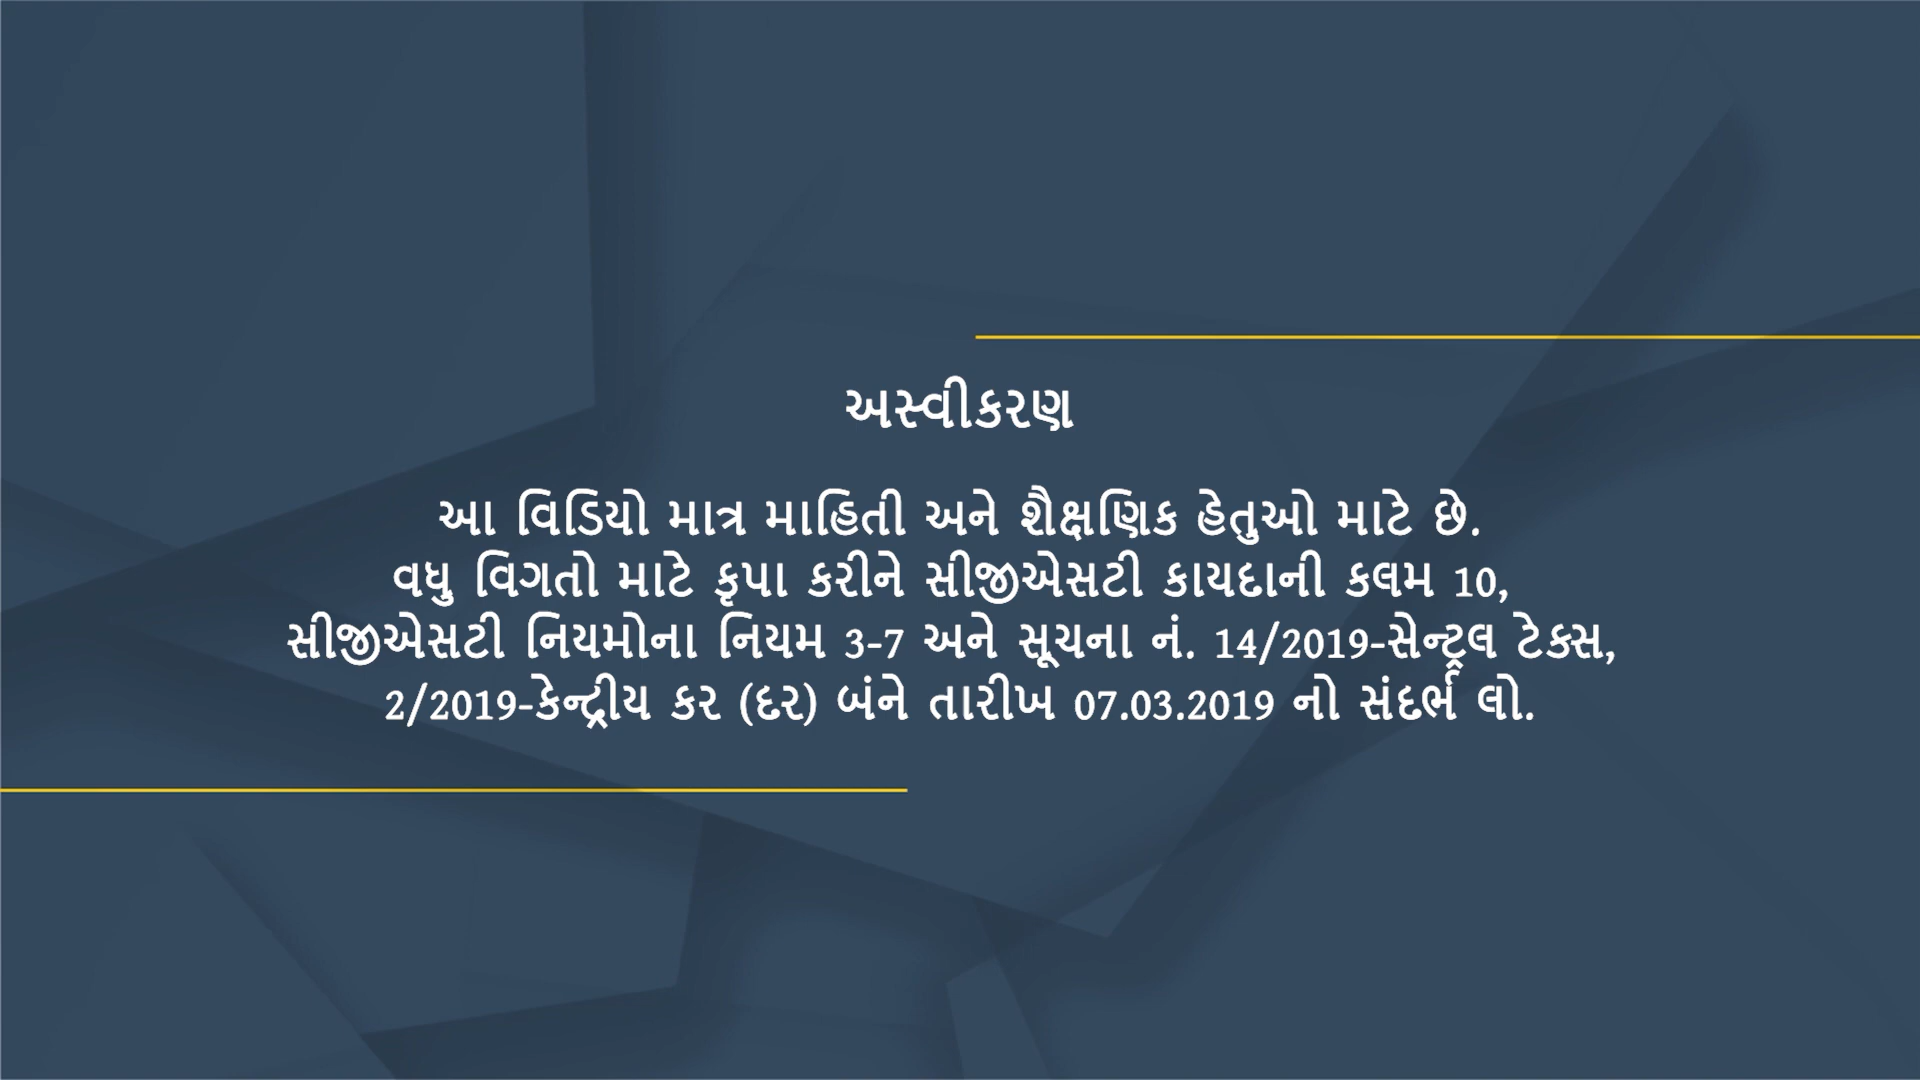 અસ્વીકરણ
આ વિડિયો માત્ર માહિતી અને શૈક્ષણિક હેતુઓ માટે છે.
વધુ વિગતો માટે કૃપા કરીને સીજીએસટી કાયદાની કલમ 10,
સીજીએસટી નિયમોના નિયમ 3-7 અને સૂચના નં. 14/2019-સેન્ટ્રલ ટેક્સ,
2/2019-કેન્દ્રીય કર (દર) બંને તારીખ 07.03.2019 નો સંદર્ભ લો.